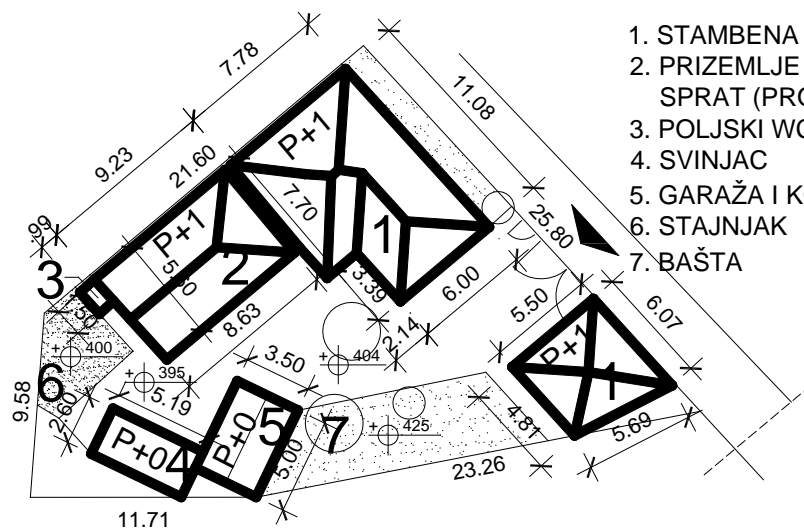 1. STAMBENA
2. PRIZEMLJE
SPRAT (PRO
3. POLJSKI WC
4. SVINJAC
5. GARAŽA I K
6. STAJNJAK
7. BAŠTA
7.78
11.08
9.23
21.60
P+1
7.70
1
25.80
99
P+1
2
3
3.39
6.00
8.63
2.14
5.50
6.07
P+1
1
400
404
395
3.50
6
9.58
2.60
5.19
P+0
5
7
425
4.81
5.69
P+0
4
5.00
23.26
11.71